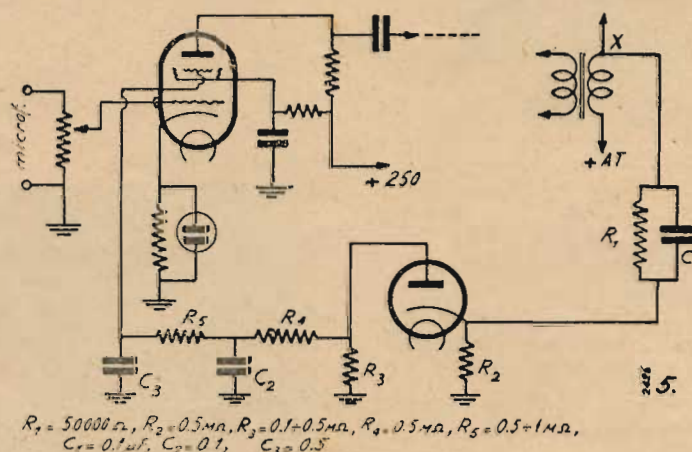 microf.
X
+ AT
+ 250
R₁
C
R₅
R₄
C₃
C₂
R₃
R₂
5.
R₁ = 50000 Ω, R₂ = 0.5 MΩ, R₃ = 0.1÷0.5 MΩ, R₄ = 0.5 MΩ, R₅ = 0.5÷1 MΩ,
C₁ = 0.1 µF, C₂ = 0.1, C₃ = 0.5